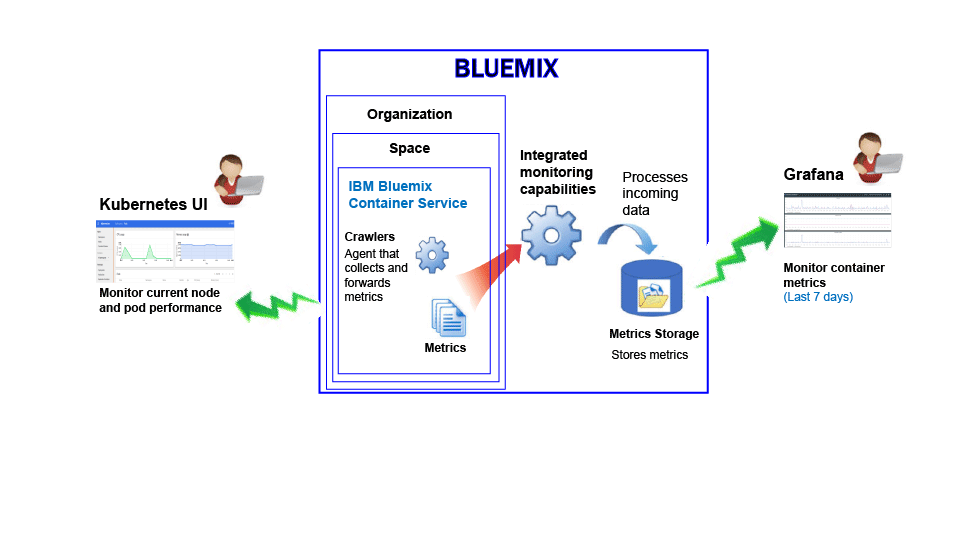 BLUEMIX
Organization
Space
IBM Bluemix
Container Service
Crawlers
Agent that
collects and
forwards
metrics
Metrics
Integrated
monitoring
capabilities
Processes
incoming
data
Metrics Storage
Stores metrics
Kubernetes UI
Monitor current node
and pod performance
Grafana
Monitor container
metrics
(Last 7 days)